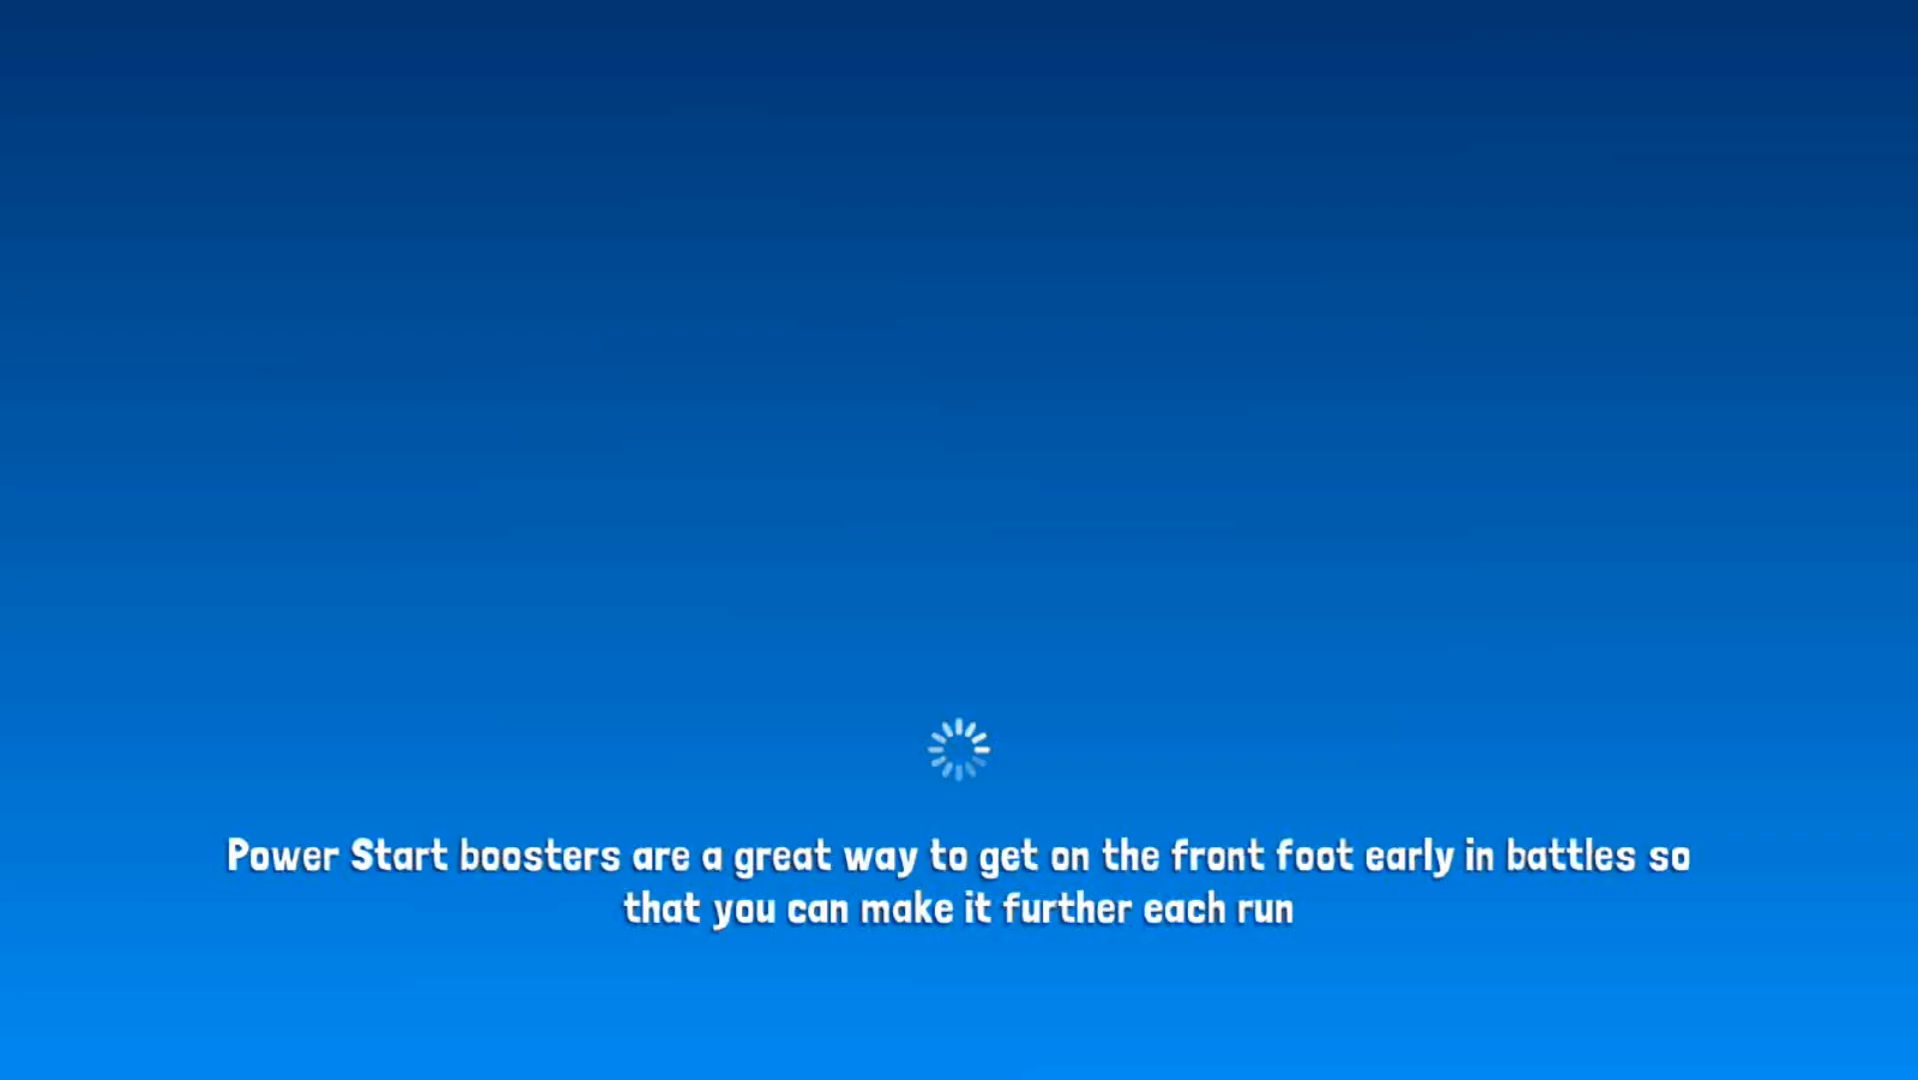 Power Start boosters are a great way to get on the front foot early in battles so
that you can make it further each run